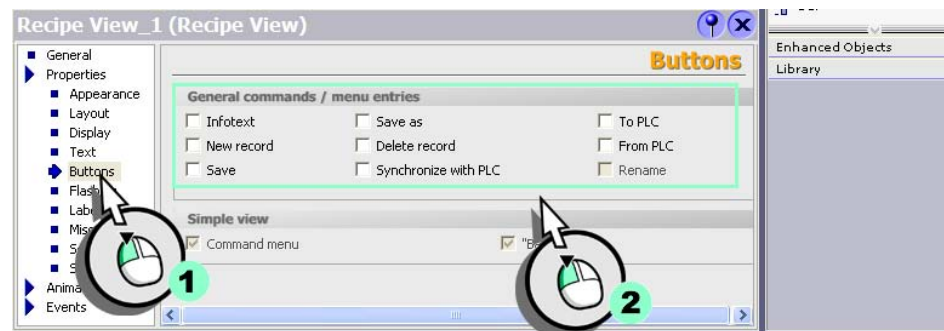 Recipe View_1 (Recipe View)
General
Properties
Appearance
Layout
Display
Text
Buttons
Animat
Events
Buttons
General commands / menu entries
Infotext
Save as
To PLC
New record
Delete record
From PLC
Save
Synchronize with PLC
Rename
Simple view
Command menu
1
2
Enhanced Objects
Library